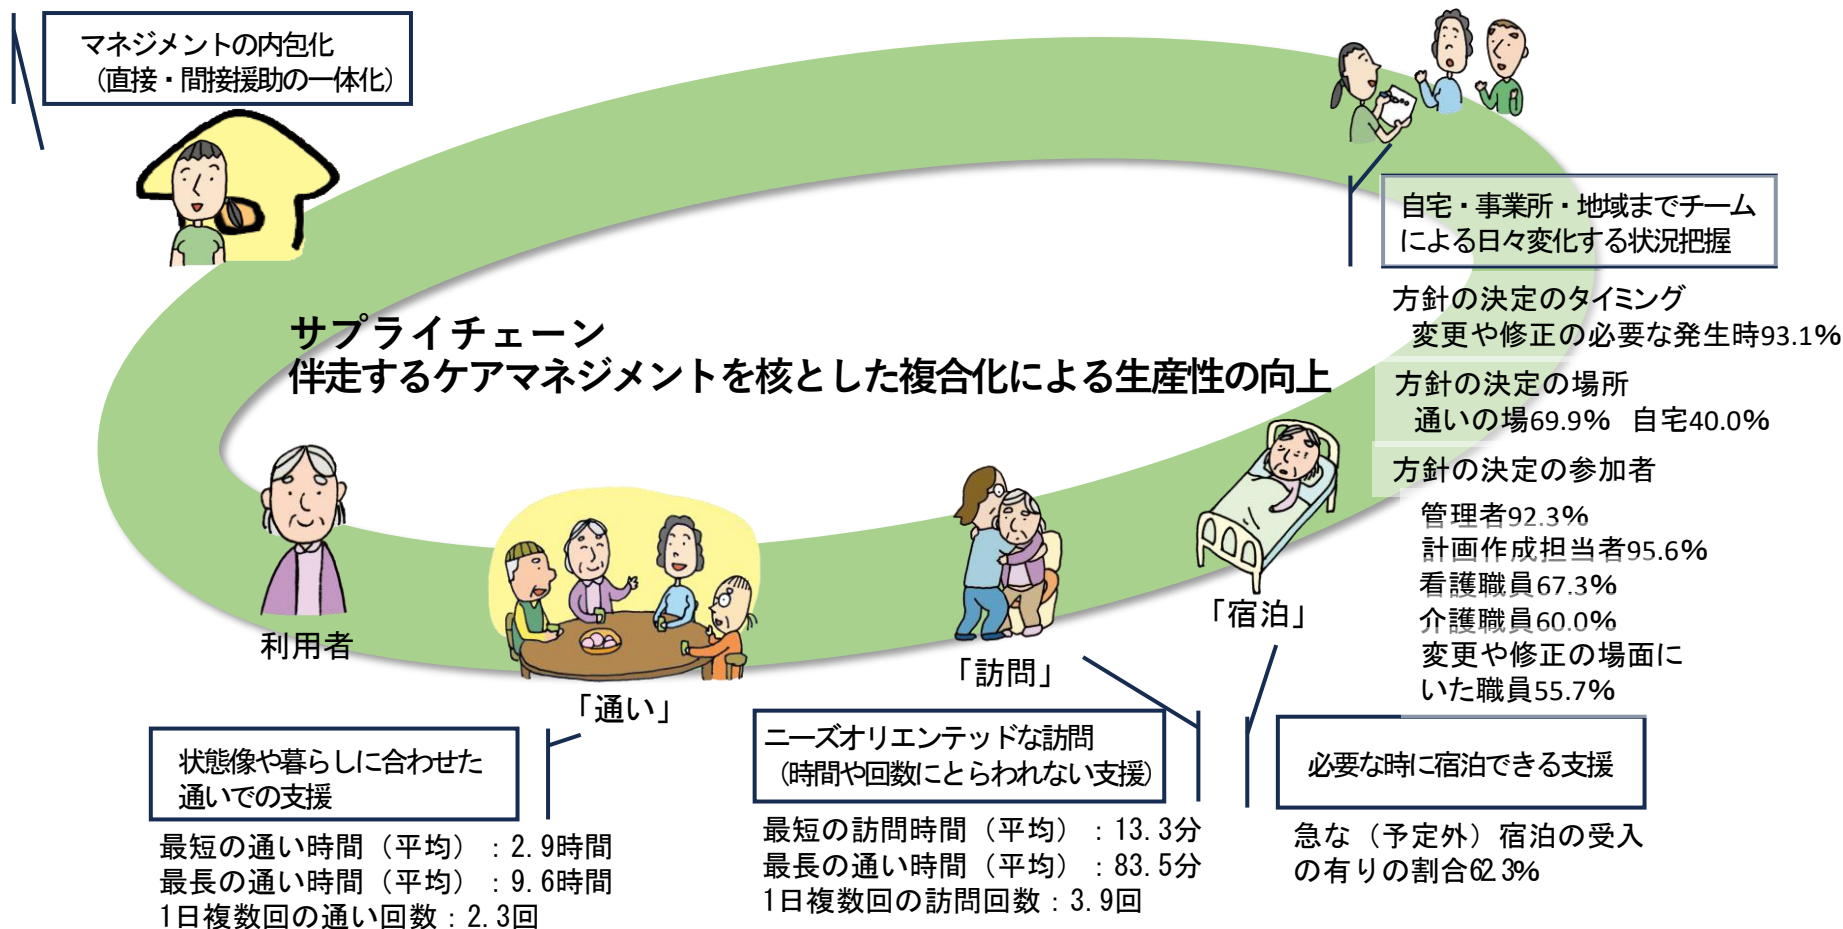 マネジメントの内包化
（直接・間接援助の一体化）
自宅・事業所・地域までチーム
による日々変化する状況把握
方針の決定のタイミング
変更や修正の必要な発生時93.1%
方針の決定の場所
通いの場69.9%　自宅40.0%
方針の決定の参加者
管理者92.3%
計画作成担当者95.6%
看護職員67.3%
介護職員60.0%
変更や修正の場面に
いた職員55.7%
サプライチェーン
伴走するケアマネジメントを核とした複合化による生産性の向上
利用者
「通い」
「訪問」
「宿泊」
状態像や暮らしに合わせた
通いでの支援
最短の通い時間（平均）：2.9時間
最長の通い時間（平均）：9.6時間
1日複数回の通い回数：2.3回
ニーズオリエンテッドな訪問
（時間や回数にとらわれない支援）
最短の訪問時間（平均）：13.3分
最長の通い時間（平均）：83.5分
1日複数回の訪問回数：3.9回
必要な時に宿泊できる支援
急な（予定外）宿泊の受入
の有りの割合62.3%